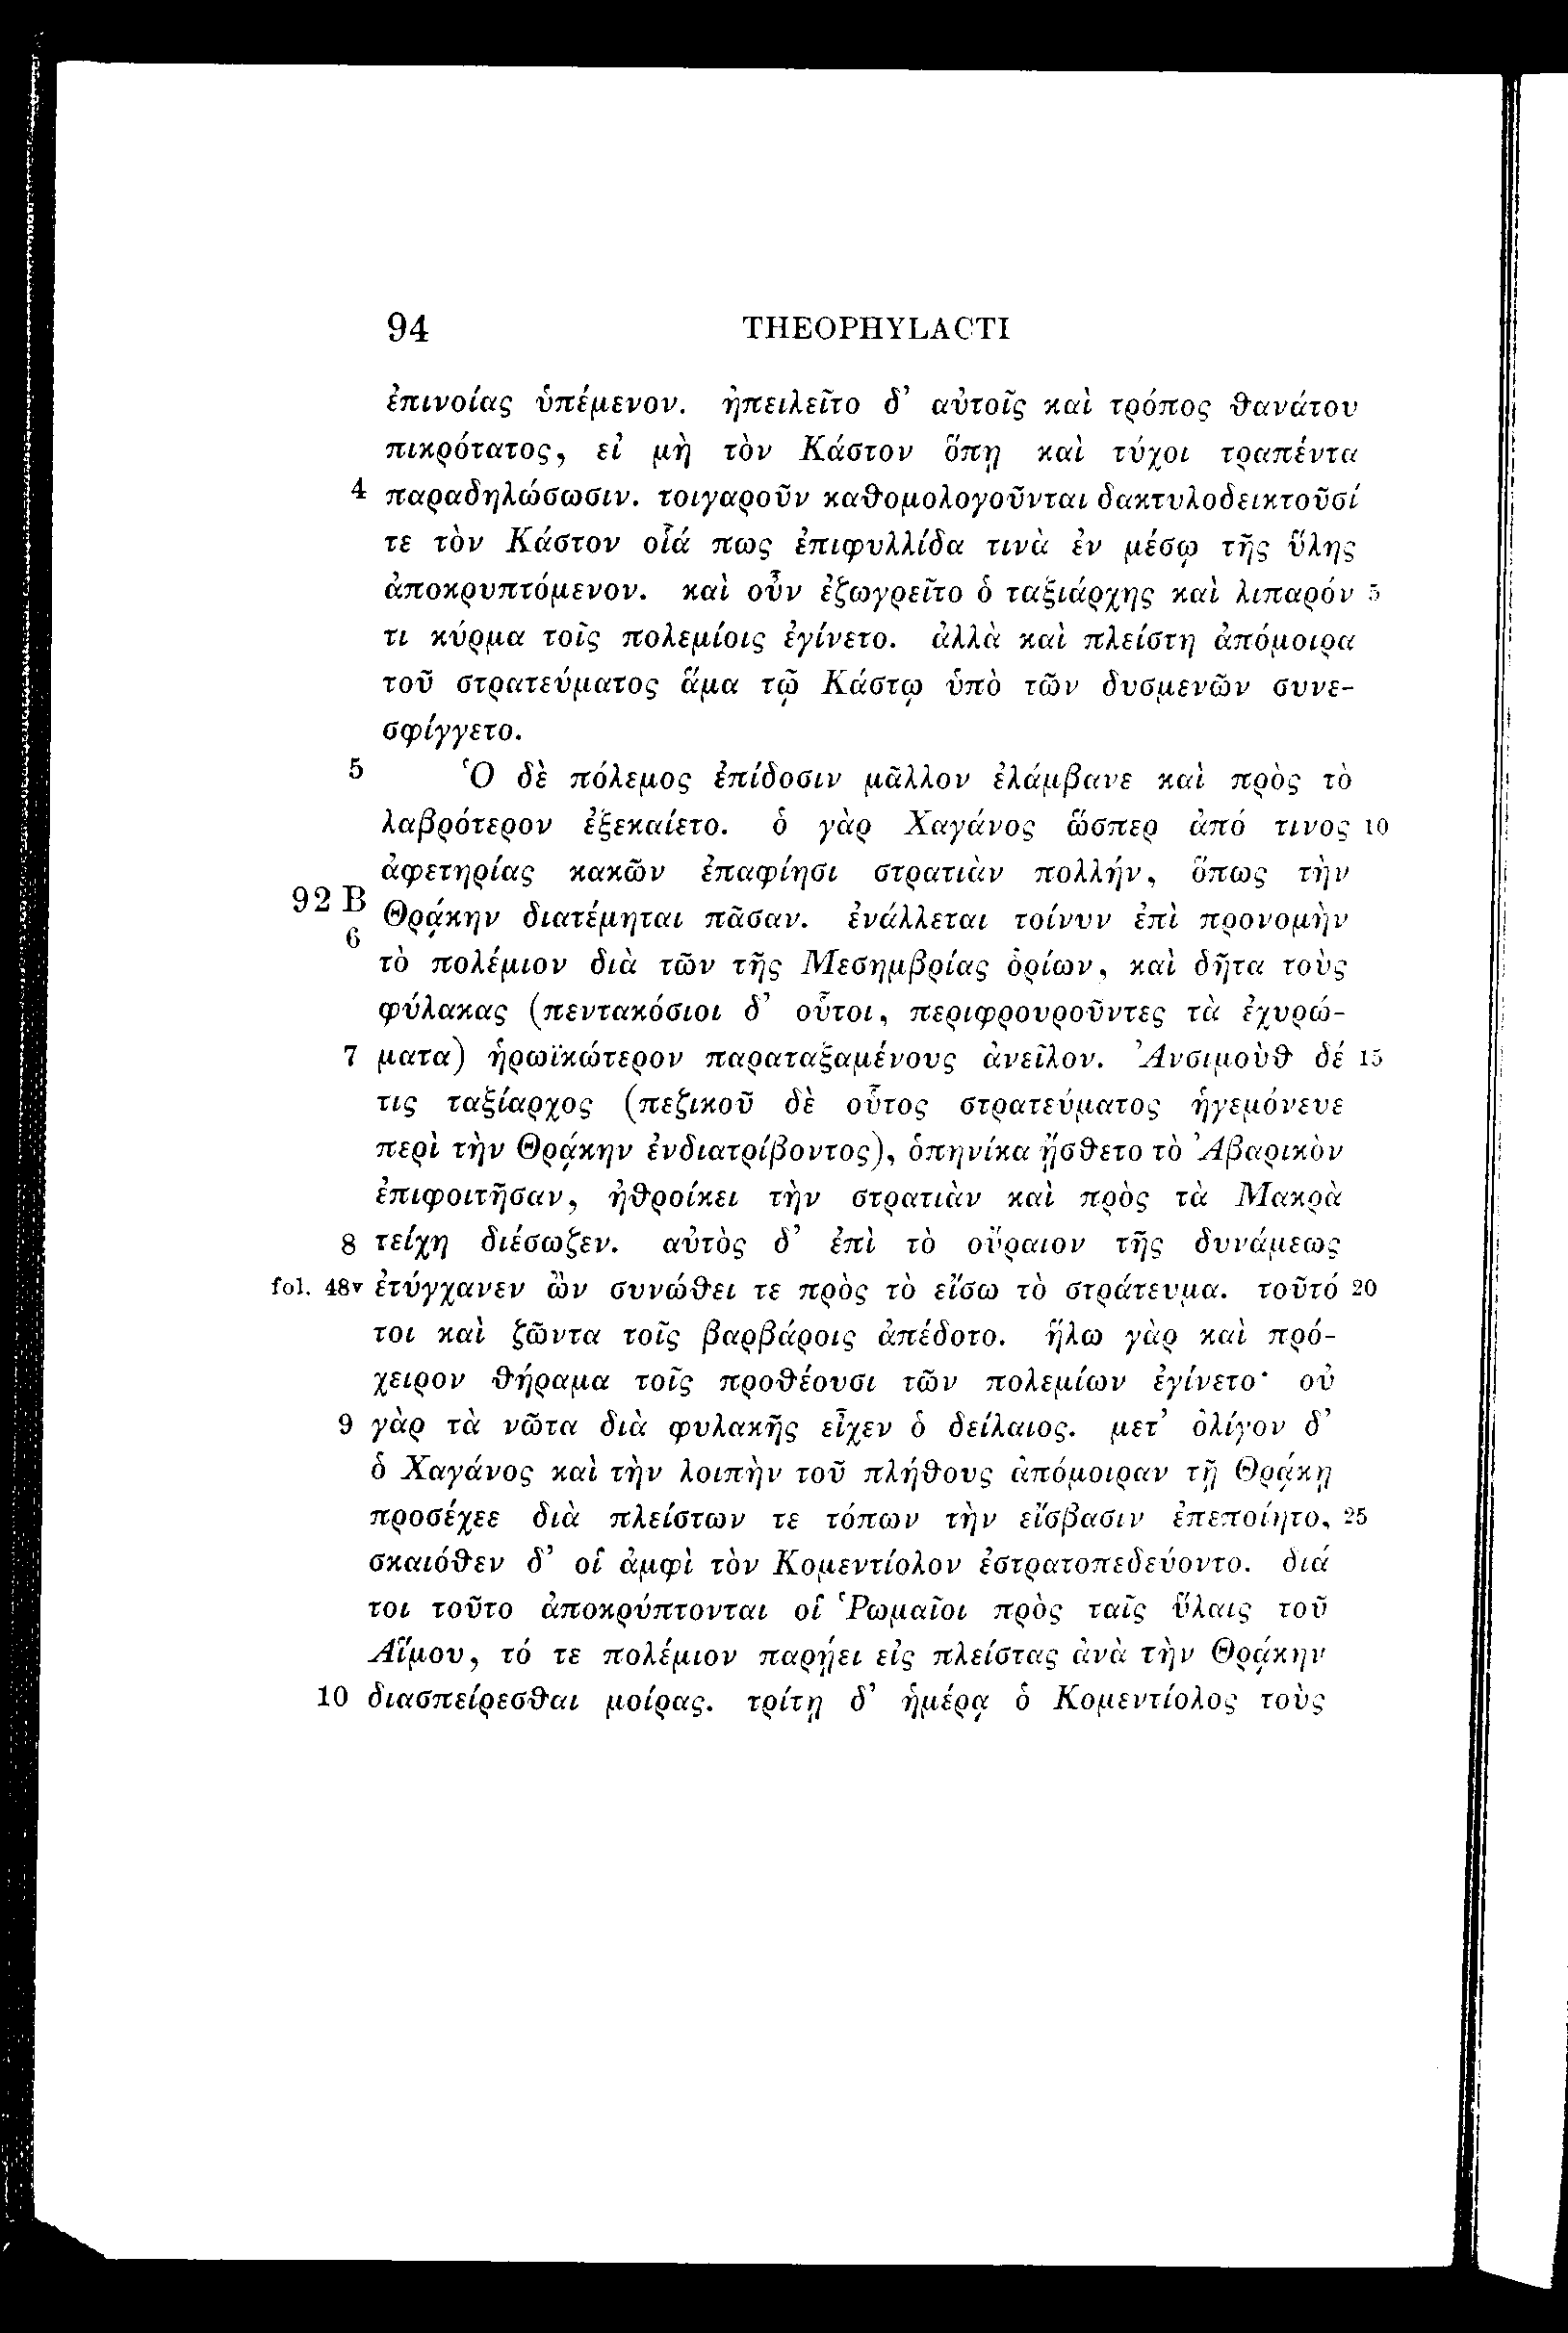 94 THEOPHYLACTI
ἐπινοίας ὑπέμενον. ἠπειλεῖτο δ’ αὐτοῖς καὶ τρόπος θανάτου
πικρότατος, εἰ μὴ τὸν Κάστον ὅπῃ καὶ τύχοι τραπέντα
4 παραδηλώσωσιν. τοιγαροῦν καθομολογοῦνται δακτυλοδεικτοῦσί
τε τὸν Κάστον οἷά πως ἐπιφυλλίδα τινὰ ἐν μέσῳ τῆς ὕλης
ἀποκρυπτόμενον. καὶ οὖν ἐζωγρεῖτο ὁ ταξιάρχης καὶ λιπαρόν 5
τι κύρμα τοῖς πολεμίοις ἐγίνετο. ἀλλὰ καὶ πλείστη ἀπόμοιρα
τοῦ στρατεύματος ἅμα τῷ Κάστῳ ὑπὸ τῶν δυσμενῶν συνε-
σφίγγετο.
5 Ὁ δὲ πόλεμος ἐπίδοσιν μᾶλλον ἐλάμβανε καὶ πρὸς τὸ
λαβρότερον ἐξεκαίετο. ὁ γὰρ Χαγάνος ὥσπερ ἀπό τινος 10
ἀφετηρίας κακῶν ἐπαφίησι στρατιὰν πολλήν, ὅπως τὴν
92 B Θρᾴκην διατέμηται πᾶσαν. ἐνάλλεται τοίνυν ἐπὶ προνομὴν
6 τὸ πολέμιον διὰ τῶν τῆς Μεσημβρίας ὁρίων, καὶ δῆτα τοὺς
φύλακας (πεντακόσιοι δ’ οὗτοι, περιφρουροῦντες τὰ ἐχυρώ-
7 ματα) ἡρωϊκώτερον παραταξαμένους ἀνεῖλον. Ἀνσιμοὺθ δέ 15
τις ταξίαρχος (πεζικοῦ δὲ οὗτος στρατεύματος ἡγεμόνευε
περὶ τὴν Θρᾴκην ἐνδιατρίβοντος), ὁπηνίκα ᾔσθετο τὸ Ἀβαρικὸν
ἐπιφοιτῆσαν, ἠθροίκει τὴν στρατιὰν καὶ πρὸς τὰ Μακρὰ
8 τείχη διέσωζεν. αὐτὸς δ’ ἐπὶ τὸ οὔραιον τῆς δυνάμεως
fol. 48v ἐτύγχανεν ὢν συνώθει τε πρὸς τὸ εἴσω τὸ στράτευμα. τοῦτό 20
τοι καὶ ζῶντα τοῖς βαρβάροις ἀπέδοτο. ἥλω γὰρ καὶ πρό-
χειρον θήραμα τοῖς προθέουσι τῶν πολεμίων ἐγίνετο· οὐ
9 γὰρ τὰ νῶτα διὰ φυλακῆς εἶχεν ὁ δείλαιος. μετ’ ὀλίγον δ’
ὁ Χαγάνος καὶ τὴν λοιπὴν τοῦ πλήθους ἀπόμοιραν τῇ Θρᾴκῃ
προσέχεε διὰ πλείστων τε τόπων τὴν εἴσβασιν ἐπεποίητο, 25
σκαιόθεν δ’ οἱ ἀμφὶ τὸν Κομεντίολον ἐστρατοπεδεύοντο. διά
τοι τοῦτο ἀποκρύπτονται οἱ Ῥωμαῖοι πρὸς ταῖς ὕλαις τοῦ
Αἵμου, τό τε πολέμιον παρῄει εἰς πλείστας ἀνὰ τὴν Θρᾴκην
10 διασπείρεσθαι μοίρας. τρίτῃ δ’ ἡμέρᾳ ὁ Κομεντίολος τοὺς